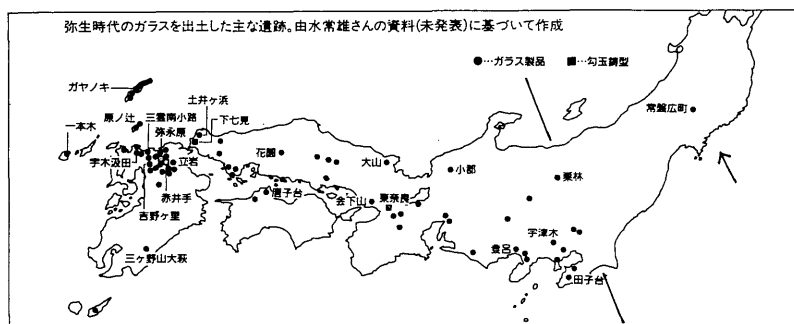 弥生時代のガラスを出土した主な遺跡。由水常雄さんの資料(未発表)に基づいて作成
●…ガラス製品 ■…勾玉鋳型
ガヤノキ
土井ヶ浜
常盤広町
原ノ辻
三雲南小路
下七見
一本木
弥永原
花園
大山
小郡
宇木汲田
立岩
栗林
会下山
東奈良
赤井手
宇津木
吉野ヶ里
登呂
三ヶ野山大萩
田子台